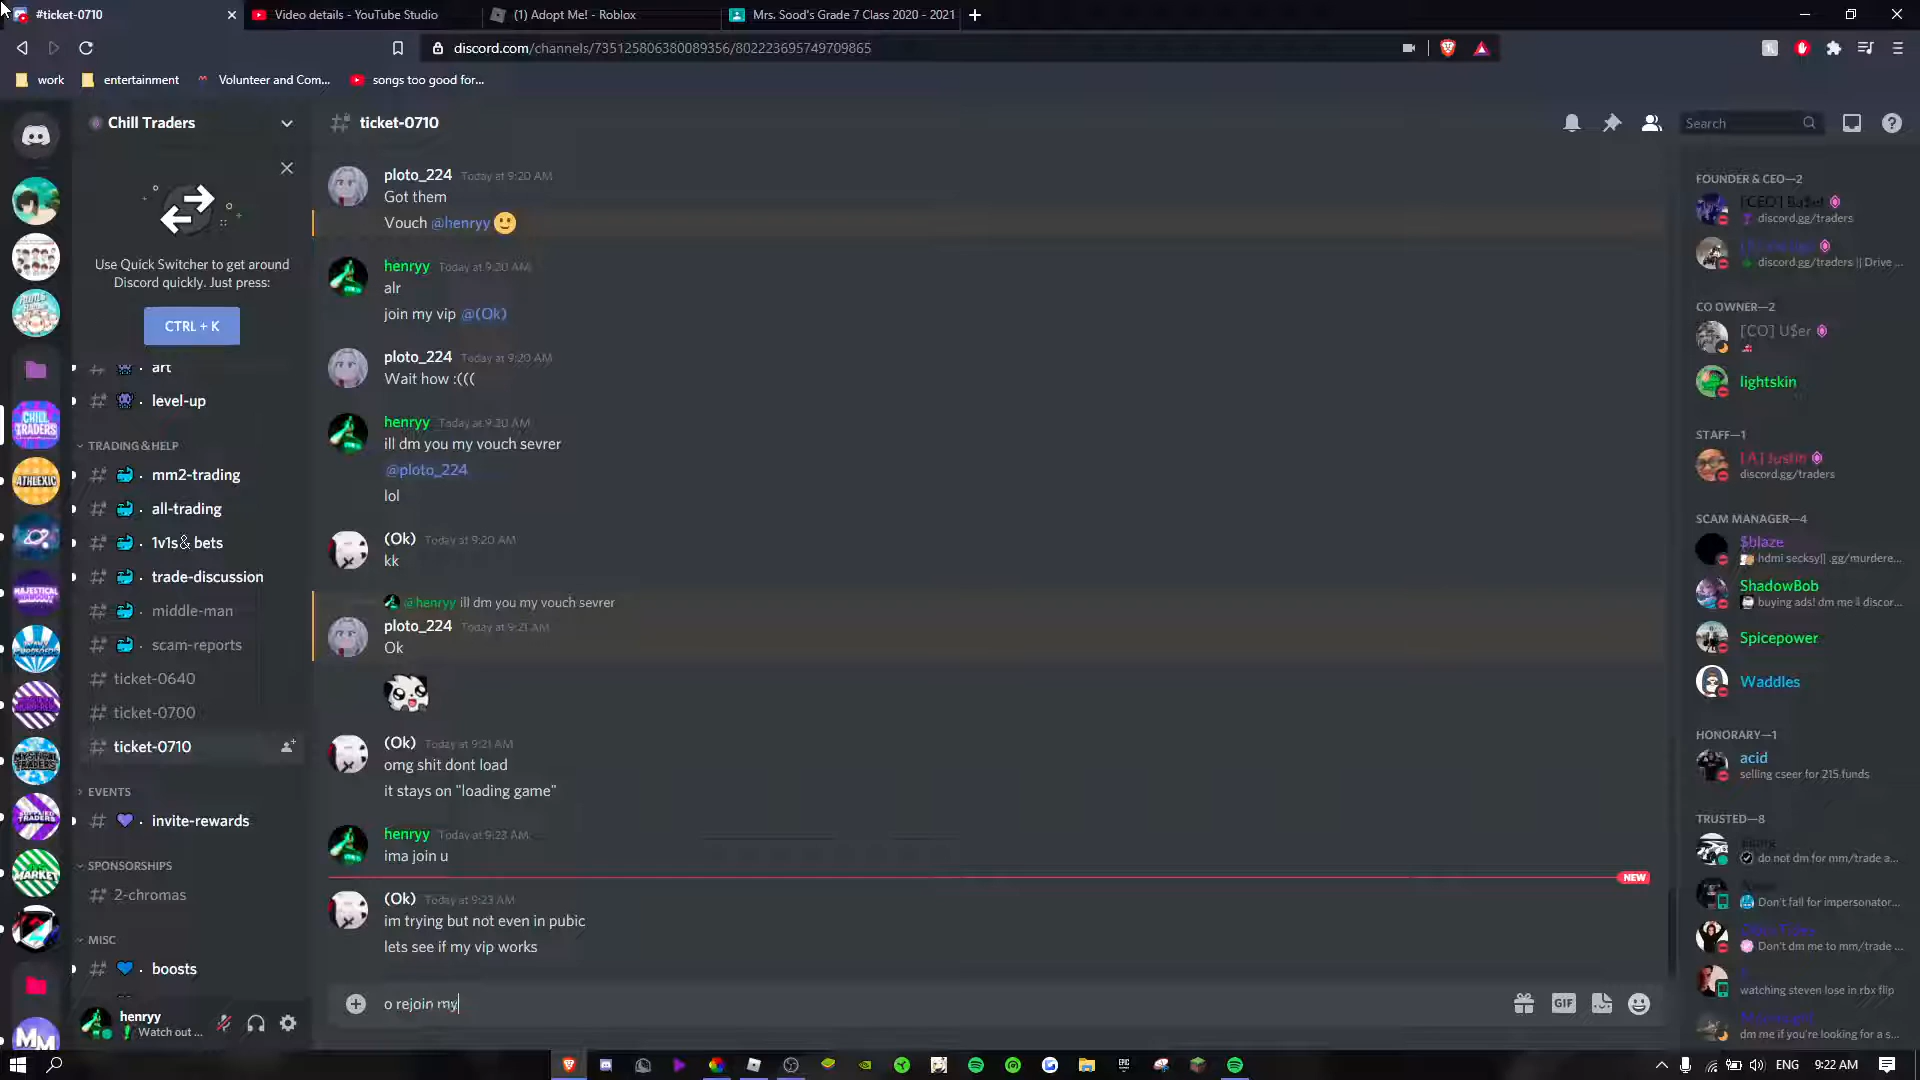 #ticket-0710
Video details - YouTube Studio
(1) Adopt Me! - Roblox
Mrs. Sood's Grade 7 Class 2020 - 2021
discord.com/channels/735125806380089356/802223695749709865
work
entertainment
Volunteer and Com...
songs too good for...
Chill Traders
ticket-0710
Search
Use Quick Switcher to get around
Discord quickly. Just press:
CTRL + K
art
level-up
TRADING&HELP
mm2-trading
all-trading
1v1s& bets
trade-discussion
middle-man
scam-reports
ticket-0640
ticket-0700
ticket-0710
EVENTS
invite-rewards
SPONSORSHIPS
2-chromas
MISC
boosts
henryy
Watch out ...
CHILL
TRADERS
ATHLEXIC
MARKET
MM
ploto_224 Today at 9:20 AM
Got them
Vouch @henryy
henryy Today at 9:20 AM
alr
join my vip @(Ok)
ploto_224 Today at 9:20 AM
Wait how :(((
henryy Today at 9:20 AM
ill dm you my vouch sevrer
@ploto_224
lol
(Ok) Today at 9:20 AM
kk
@henryy ill dm you my vouch sevrer
ploto_224 Today at 9:21 AM
Ok
(Ok) Today at 9:21 AM
omg shit dont load
it stays on "loading game"
henryy Today at 9:23 AM
ima join u
NEW
(Ok) Today at 9:23 AM
im trying but not even in pubic
lets see if my vip works
o rejoin my
GIF
FOUNDER & CEO—2
discord.gg/traders
discord.gg/traders || Drive ...
CO OWNER—2
[CO] U$er
lightskin
STAFF—1
[A] Justin
discord.gg/traders
SCAM MANAGER—4
$blaze
hdmi secksy|| .gg/murdere...
ShadowBob
buying ads! dm me || discor...
Spicepower
Waddles
HONORARY—1
acid
selling cseer for 215 funds
TRUSTED—8
do not dm for mm/trade a...
Don't fall for impersonator...
Don't dm me to mm/trade ...
watching steven lose in rbx flip
dm me if you're looking for a s...
EPIC
ENG
9:22 AM